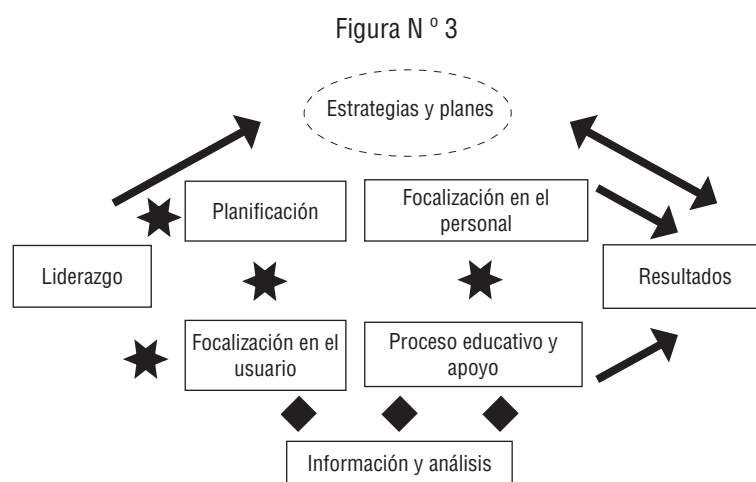 Figura N º 3
Estrategias y planes
Planificación
Focalización en el
personal
Liderazgo
Resultados
Focalización en el
usuario
Proceso educativo y
apoyo
Información y análisis